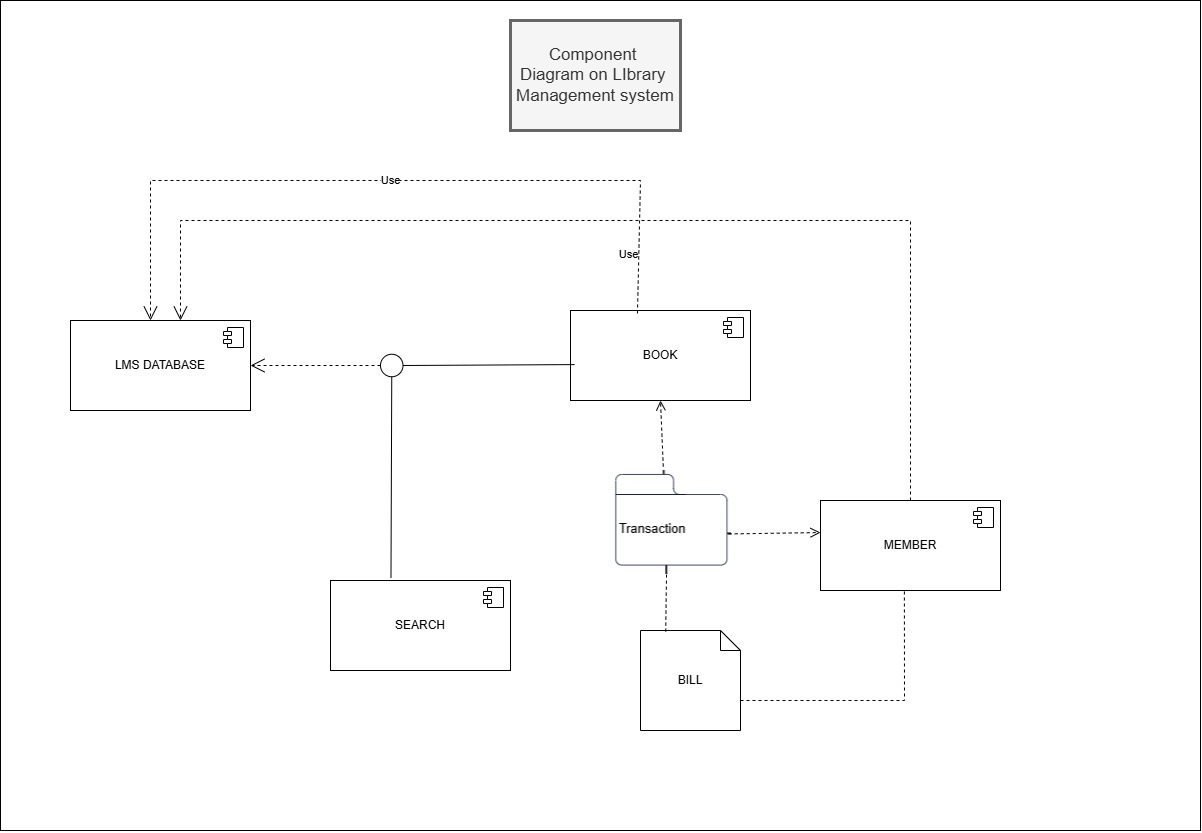 Component
Diagram on LIbrary
Management system
Use
Use
BOOK
LMS DATABASE
Transaction
MEMBER
SEARCH
BILL